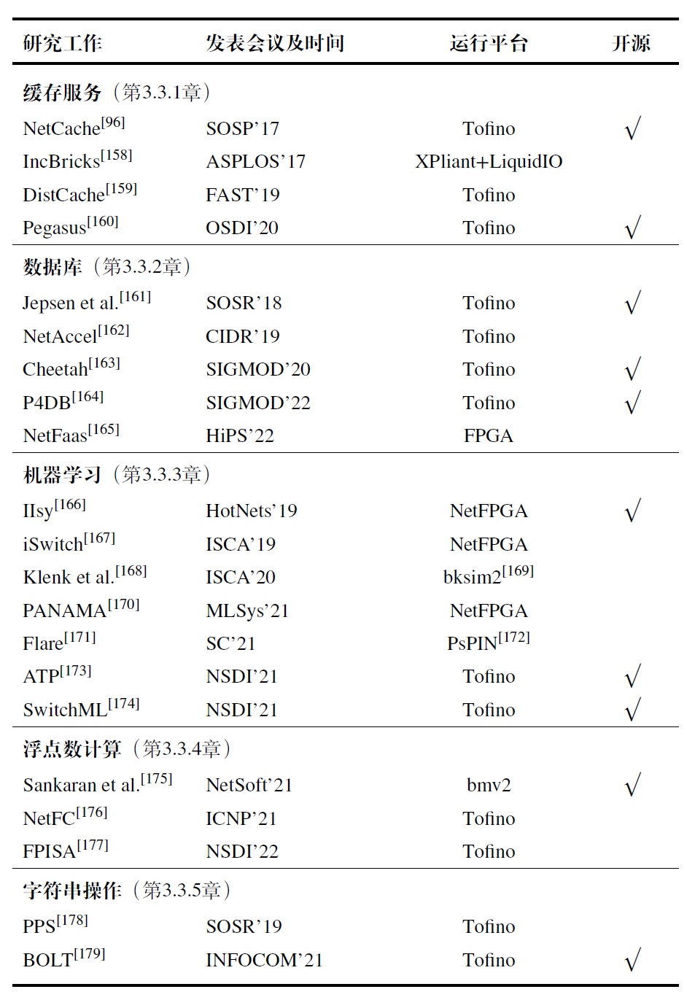 研究工作 发表会议及时间 运行平台 开源
缓存服务（第3.3.1章）
NetCache[96] SOSP’17 Tofino √
IncBricks[158] ASPLOS’17 XPliant+LiquidIO
DistCache[159] FAST’19 Tofino
Pegasus[160] OSDI’20 Tofino √
数据库（第3.3.2章）
Jepsen et al.[161] SOSR’18 Tofino √
NetAccel[162] CIDR’19 Tofino
Cheetah[163] SIGMOD’20 Tofino √
P4DB[164] SIGMOD’22 Tofino √
NetFaas[165] HiPS’22 FPGA
机器学习（第3.3.3章）
IIsy[166] HotNets’19 NetFPGA √
iSwitch[167] ISCA’19 NetFPGA
Klenk et al.[168] ISCA’20 bksim2[169]
PANAMA[170] MLSys’21 NetFPGA
Flare[171] SC’21 PsPIN[172]
ATP[173] NSDI’21 Tofino √
SwitchML[174] NSDI’21 Tofino √
浮点数计算（第3.3.4章）
Sankaran et al.[175] NetSoft’21 bmv2 √
NetFC[176] ICNP’21 Tofino
FPISA[177] NSDI’22 Tofino
字符串操作（第3.3.5章）
PPS[178] SOSR’19 Tofino
BOLT[179] INFOCOM’21 Tofino √